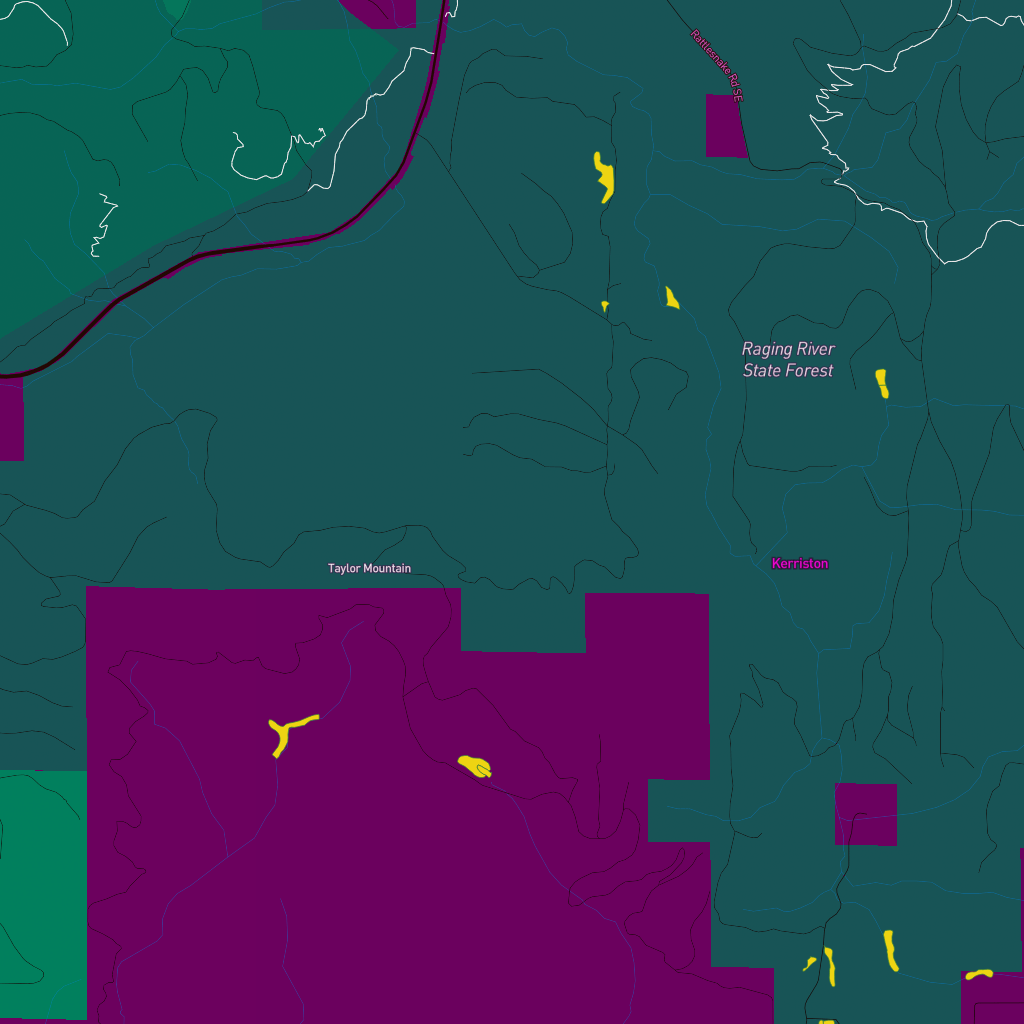 Rattlesnake Rd SE
Raging River
State Forest
Kerriston
Taylor Mountain